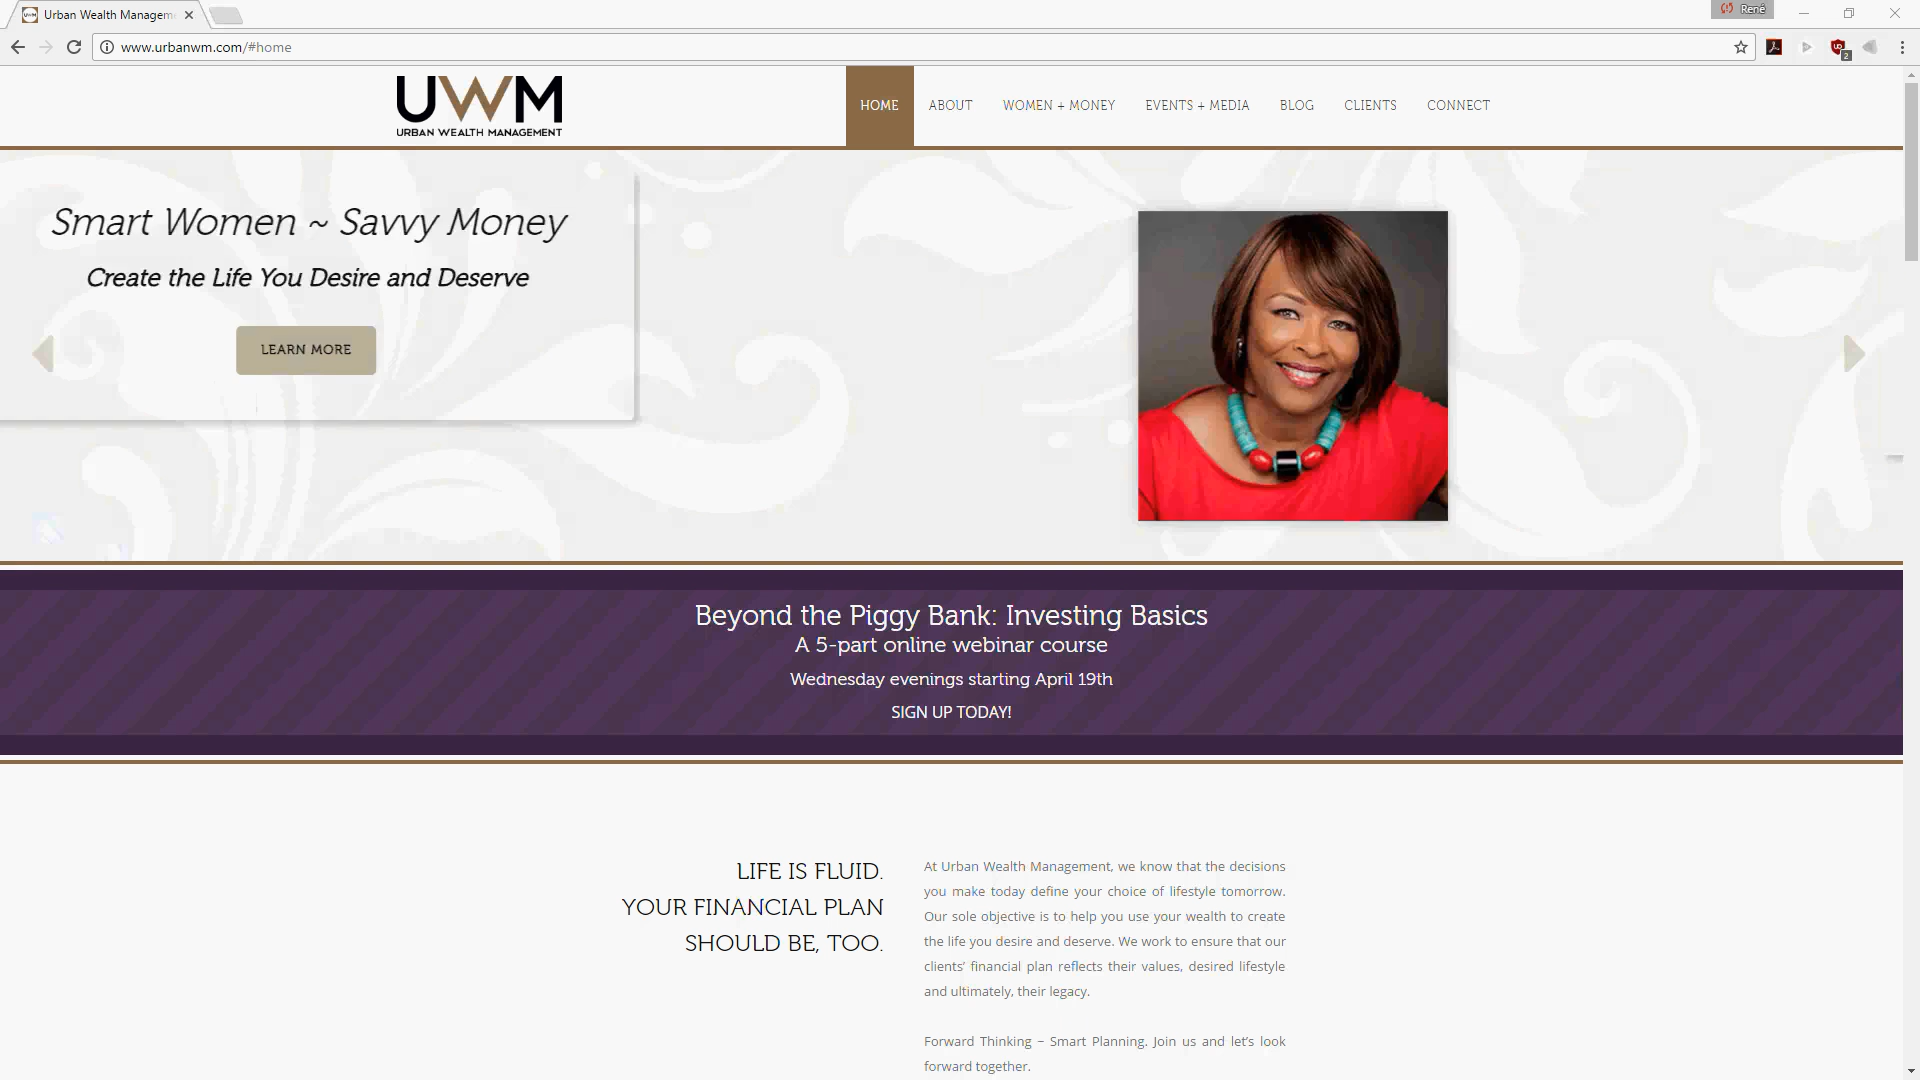 Urban Wealth Managem
René
www.urbanwm.com/#home
2
UWM
URBAN WEALTH MANAGEMENT
HOME
ABOUT
WOMEN + MONEY
EVENTS + MEDIA
BLOG
CLIENTS
CONNECT
Smart Women ~ Savvy Money
Create the Life You Desire and Deserve
LEARN MORE
Beyond the Piggy Bank: Investing Basics
A 5-part online webinar course
Wednesday evenings starting April 19th
SIGN UP TODAY!
LIFE IS FLUID.
YOUR FINANCIAL PLAN
SHOULD BE, TOO.
At Urban Wealth Management, we know that the decisions
you make today define your choice of lifestyle tomorrow.
Our sole objective is to help you use your wealth to create
the life you desire and deserve. We work to ensure that our
clients’ financial plan reflects their values, desired lifestyle
and ultimately, their legacy.
Forward Thinking – Smart Planning. Join us and let’s look
forward together.